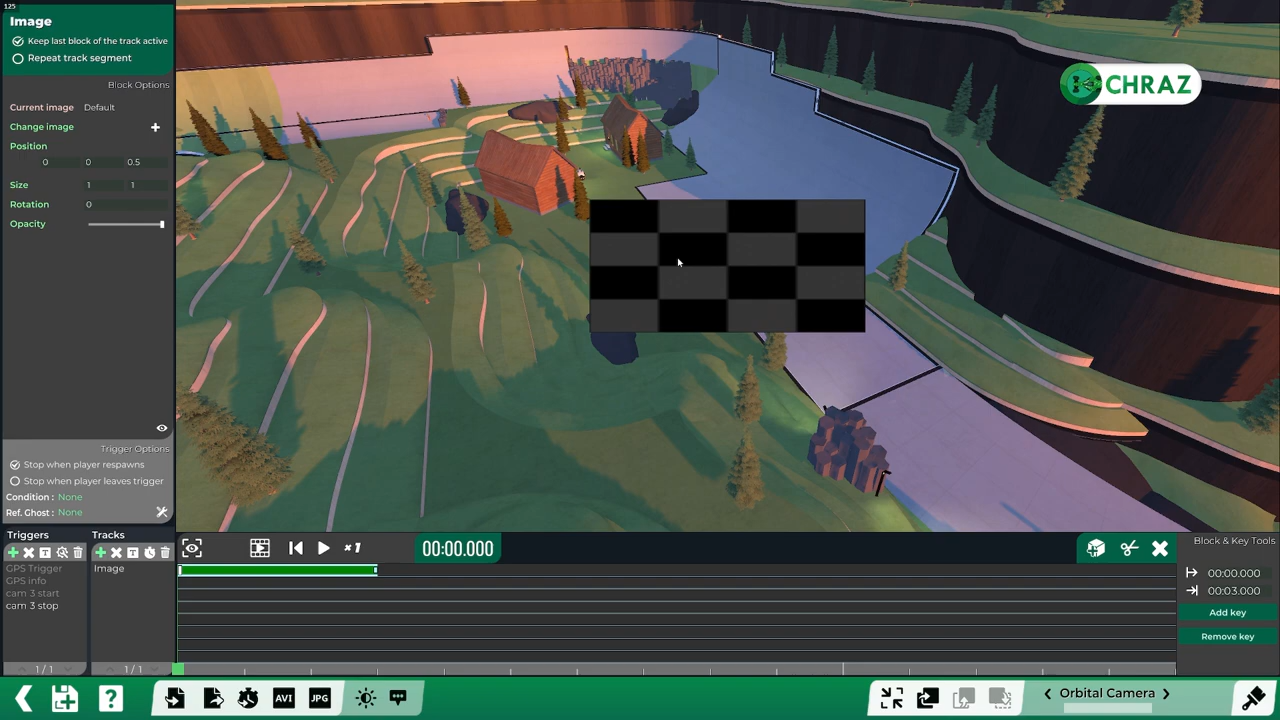 125
Image
Keep last block of the track active
Repeat track segment
Block Options
Current image Default
Change image
Position
0 0 0.5
Size 1 1
Rotation 0
Opacity
CHRAZ
Trigger Options
Stop when player respawns
Stop when player leaves trigger
Condition : None
Ref. Ghost : None
Triggers
Tracks
GPS Trigger
GPS info
cam 3 start
cam 3 stop
Image
1 / 1
1 / 1
x 1
00:00.000
Block & Key Tools
00:00.000
00:03.000
Add key
Remove key
AVI
JPG
Orbital Camera